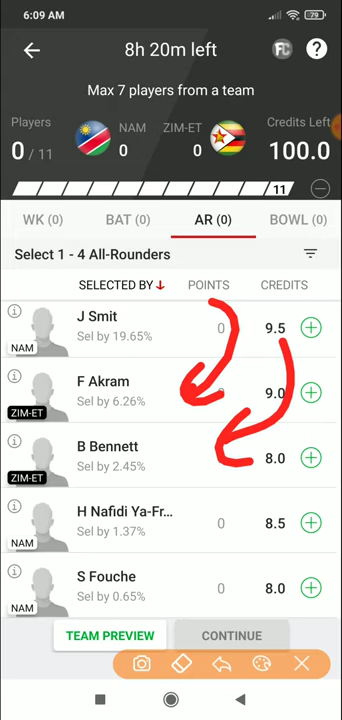 6:09 AM
79
8h 20m left
FC
?
Max 7 players from a team
Players NAM ZIM-ET Credits Left
0 / 11 0 0 100.0
11
WK (0) BAT (0) AR (0) BOWL (0)
Select 1 - 4 All-Rounders
SELECTED BY POINTS CREDITS
J Smit
Sel by 19.65%
0 9.5
NAM
F Akram
Sel by 6.26%
9.0
ZIM-ET
B Bennett
Sel by 2.45%
8.0
ZIM-ET
H Nafidi Ya-Fr...
Sel by 1.37%
0 8.5
NAM
S Fouche
Sel by 0.65%
0 8.0
NAM
TEAM PREVIEW CONTINUE